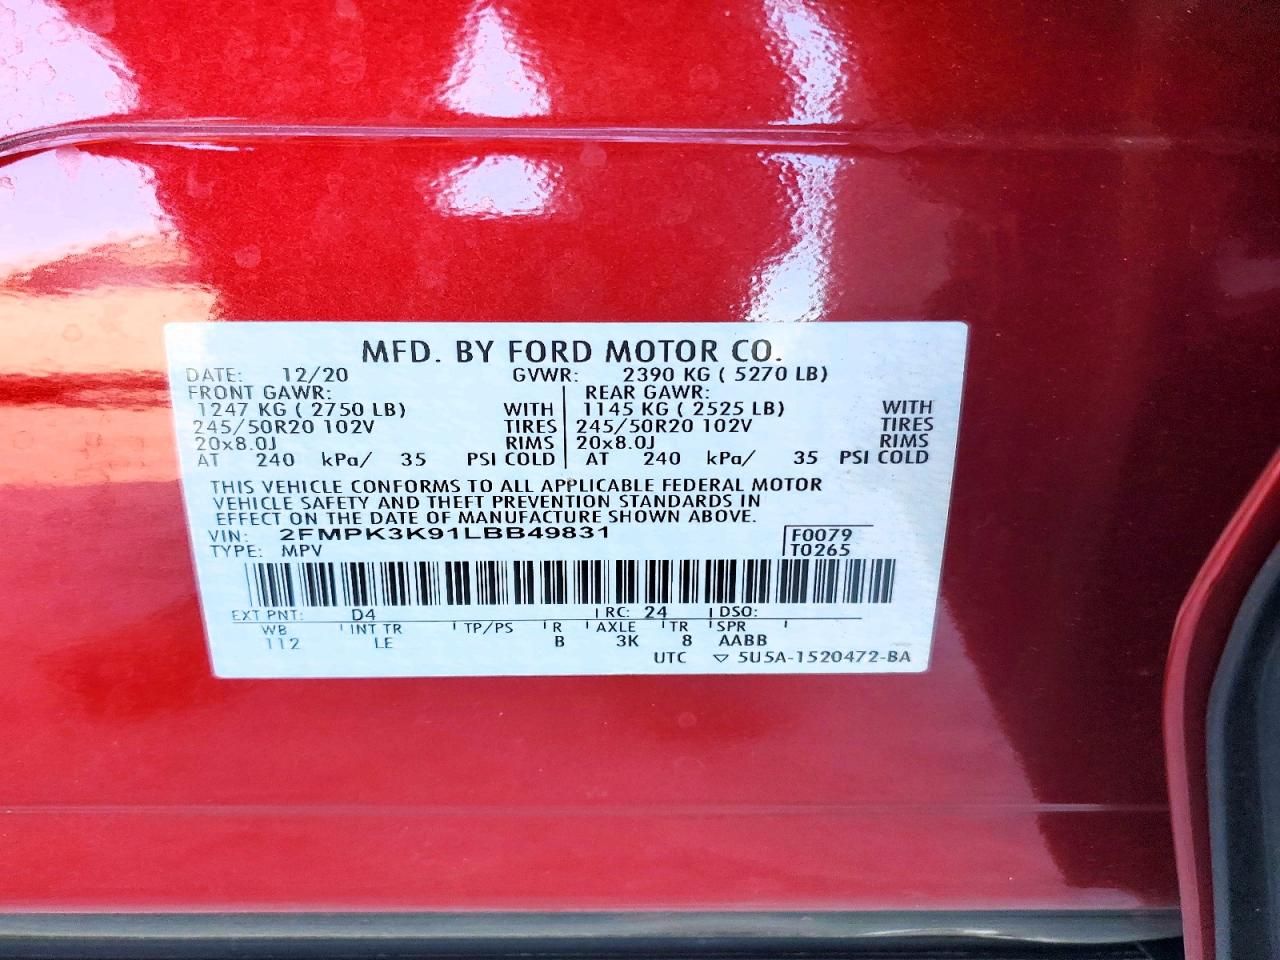 MFD. BY FORD MOTOR CO.
DATE: 12/20 GVWR: 2390 KG ( 5270 LB)
FRONT GAWR: REAR GAWR:
1247 KG ( 2750 LB) WITH 1145 KG ( 2525 LB) WITH
245/50R20 102V TIRES 245/50R20 102V TIRES
20x8.0J RIMS 20x8.0J RIMS
AT 240 kPa/ 35 PSI COLD AT 240 kPa/ 35 PSI COLD
THIS VEHICLE CONFORMS TO ALL APPLICABLE FEDERAL MOTOR
VEHICLE SAFETY AND THEFT PREVENTION STANDARDS IN
EFFECT ON THE DATE OF MANUFACTURE SHOWN ABOVE.
VIN: 2FMPK3K91LBB49831 F0079
TYPE: MPV T0265
EXT PNT: D4 RC: 24 DSO:
WB INT TR TP/PS R AXLE TR SPR
112 LE B 3K 8 AABB
UTC ▽ 5U5A-1520472-BA